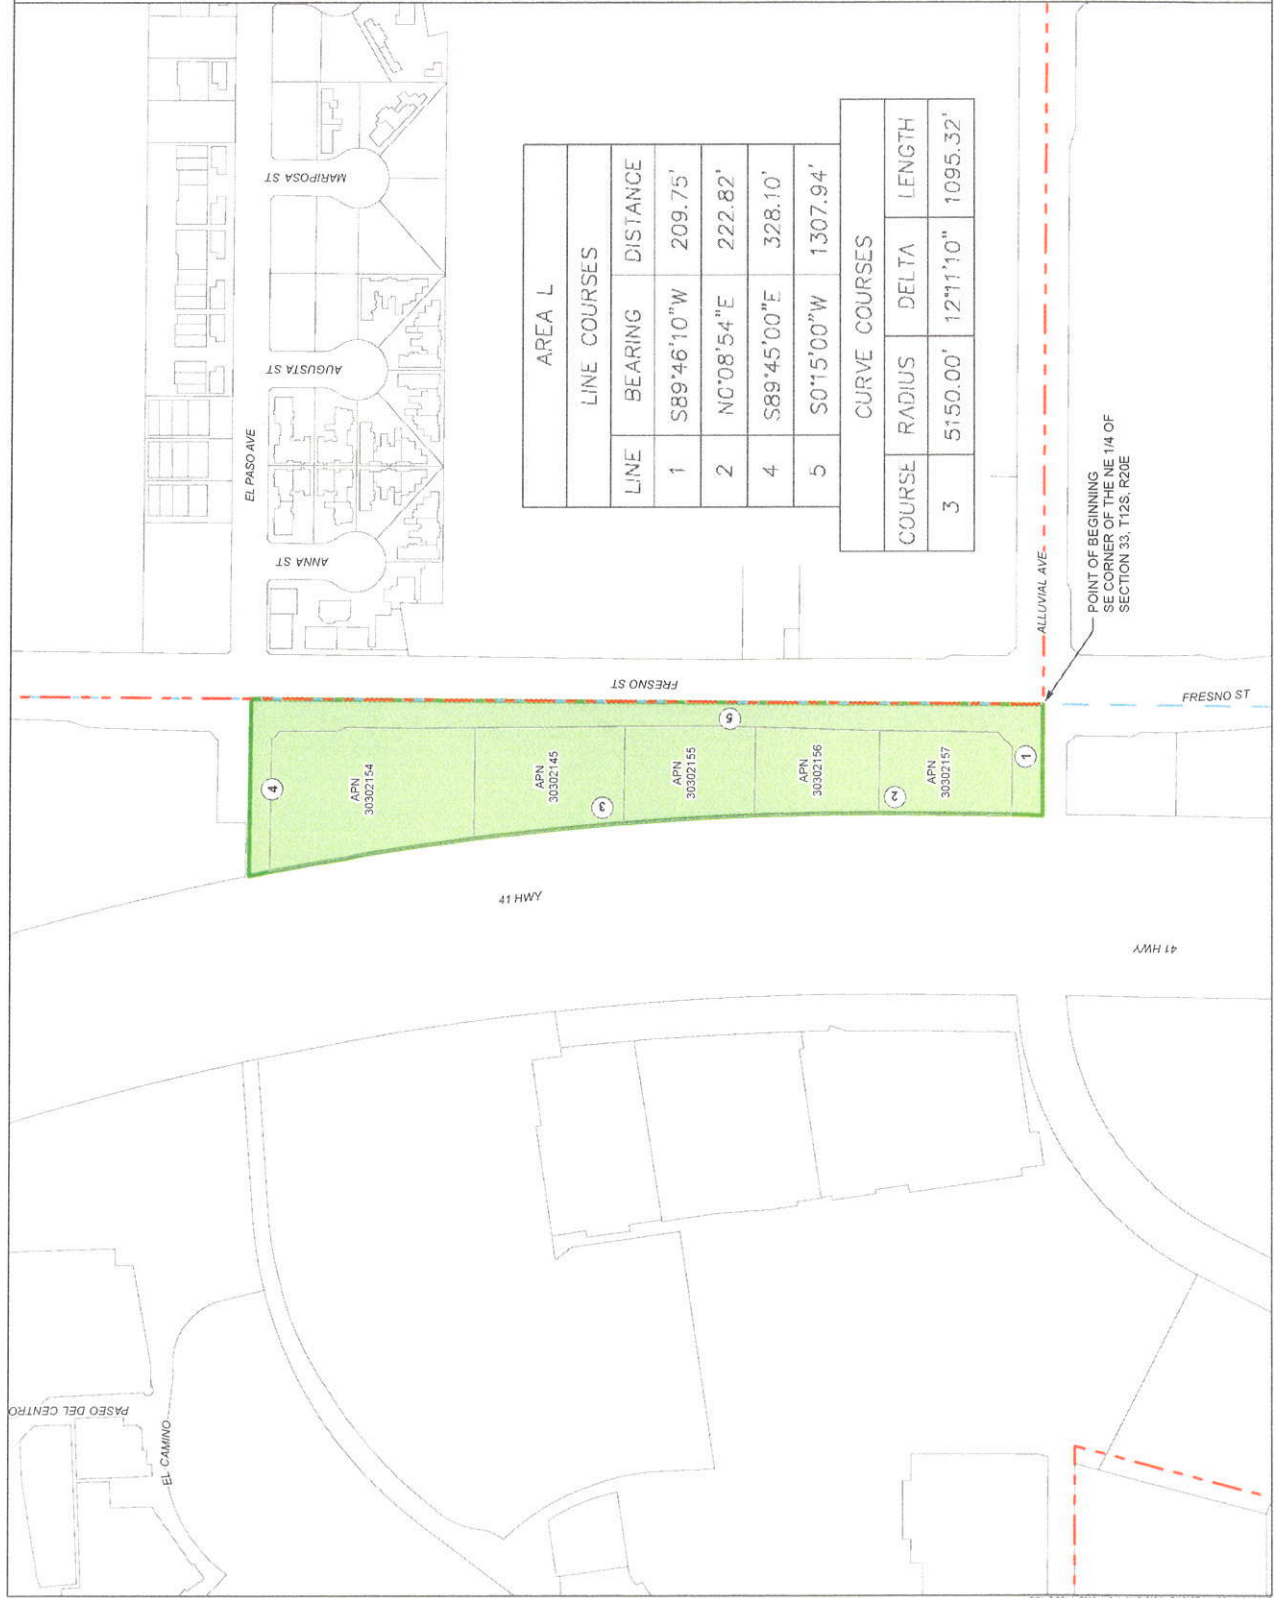 MARIPOSA ST
AUGUSTA ST
EL PASO AVE
ANNA ST
AREA L
LINE COURSES
LINE BEARING DISTANCE
1 S89°46'10"W 209.75'
2 N0°08'54"E 222.82'
4 S89°45'00"E 328.10'
5 S0°15'00"W 1307.94'
CURVE COURSES
COURSE RADIUS DELTA LENGTH
3 5150.00' 12°11'10" 1095.32'
ALLUVIAL AVE
POINT OF BEGINNING
SE CORNER OF THE NE 1/4 OF
SECTION 33, T12S, R20E
FRESNO ST
FRESNO ST
5
4
APN
30302154
APN
30302145
APN
30302155
APN
30302156
APN
30302157
1
2
3
41 HWY
41 HWY
PASEO DEL CENTRO
EL CAMINO